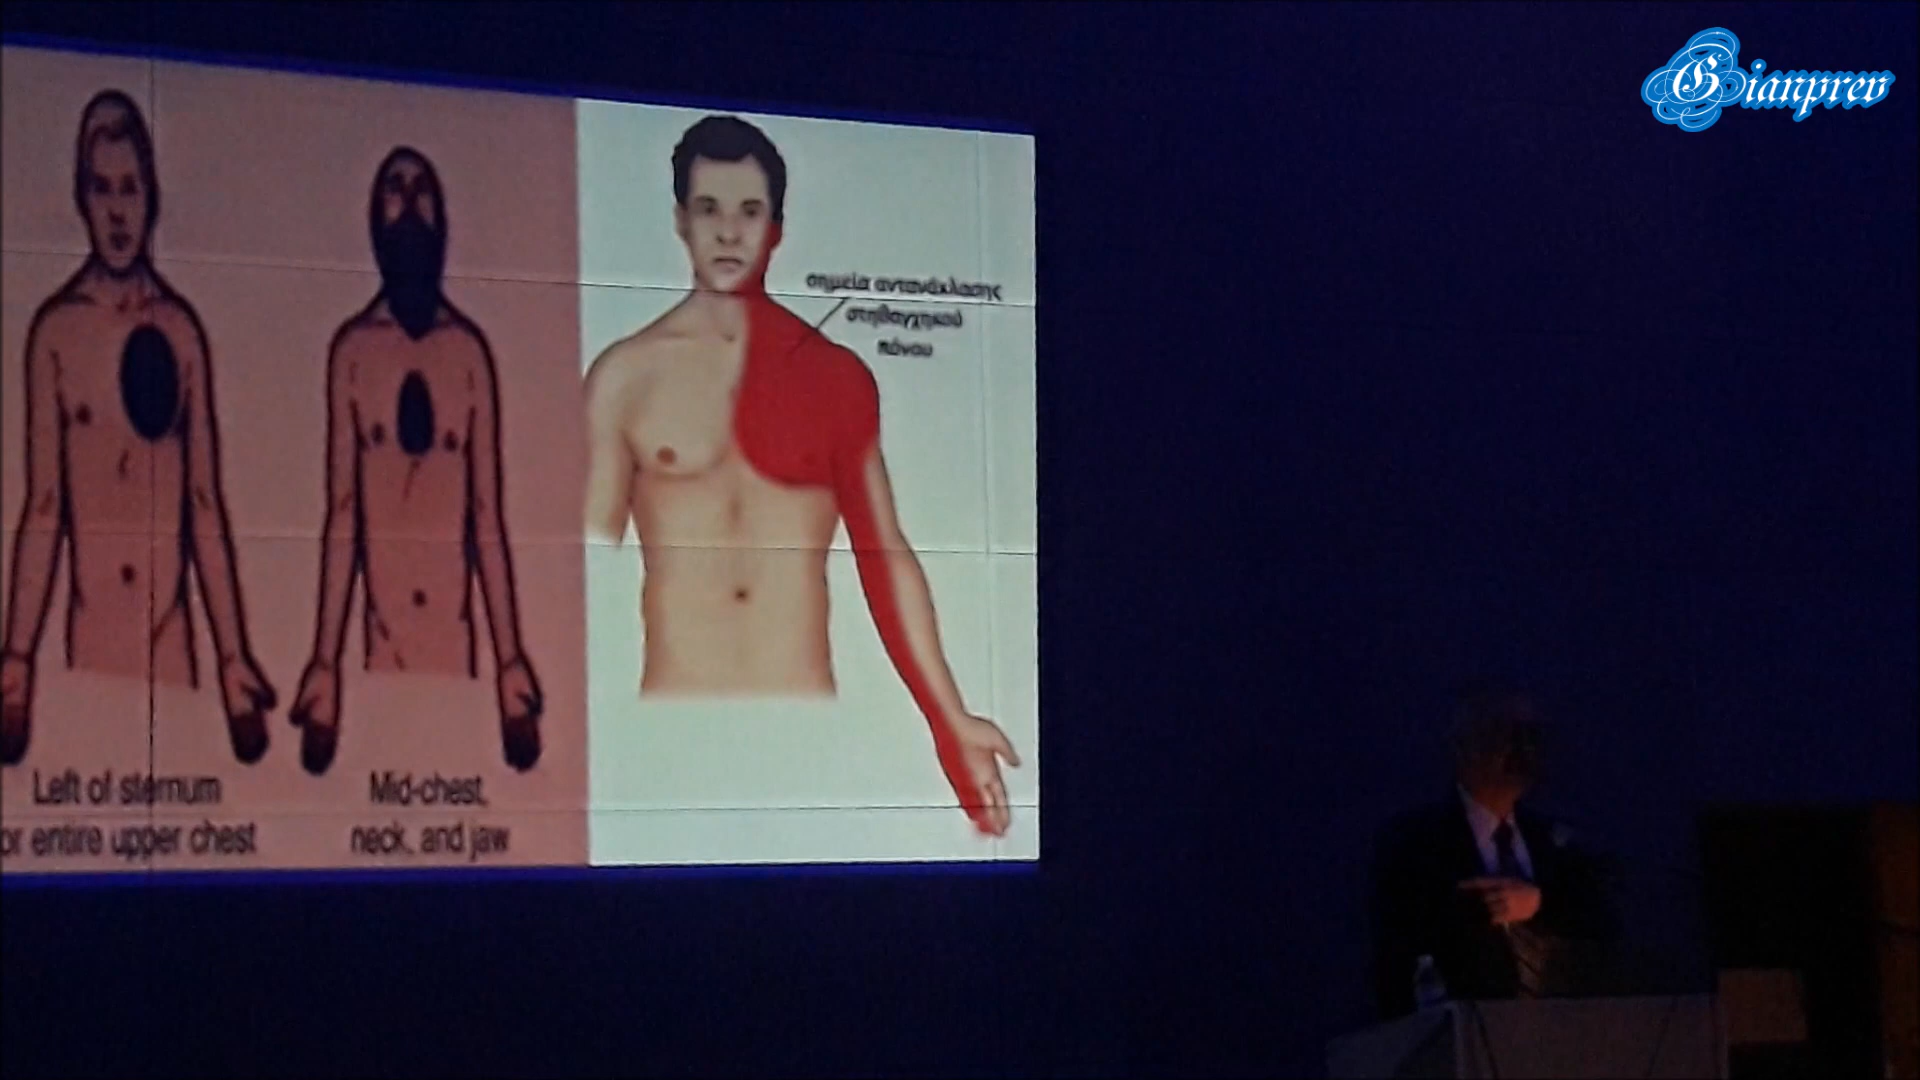 Gianprev
Left of sternum
or entire upper chest
Mid-chest,
neck, and jaw
σημεία αντανάκλασης
στηθαγχικού
πόνου